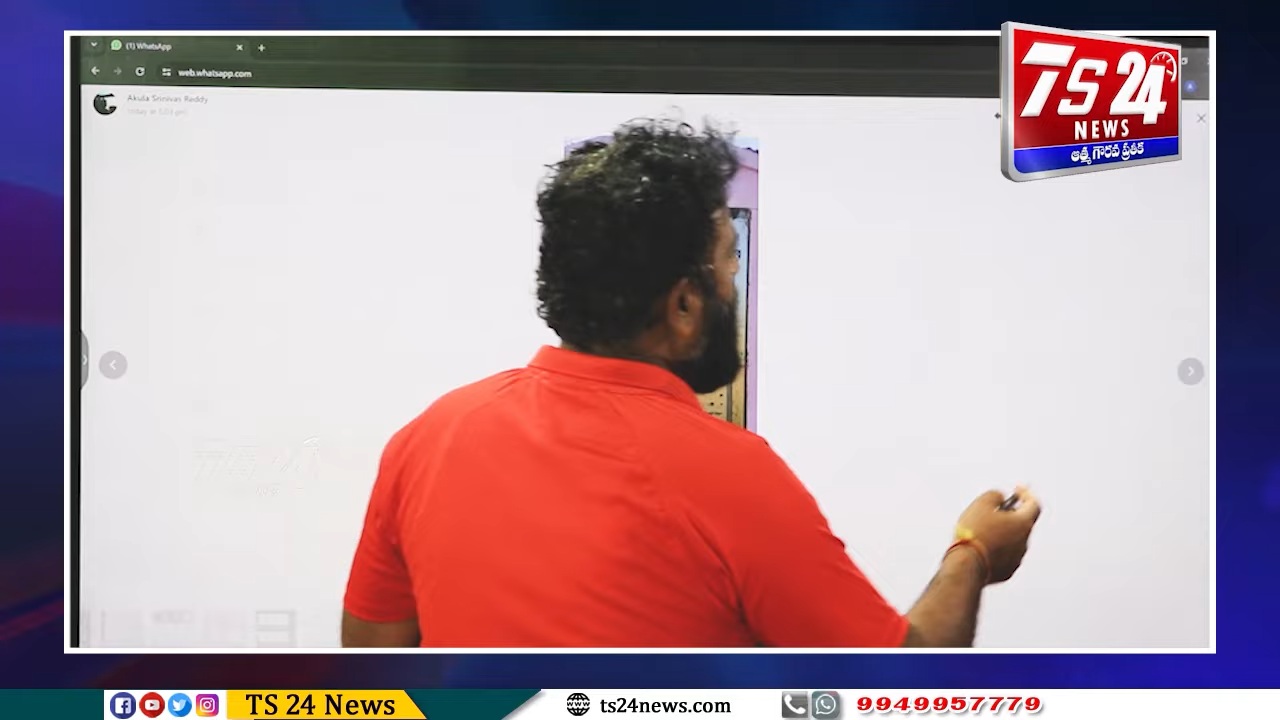 (1) WhatsApp
web.whatsapp.com
Akula Srinivas Reddy
TS 24
NEWS
ఆత్మ గౌరవ ప్రతీక
TS 24 News
ts24news.com
9949957779